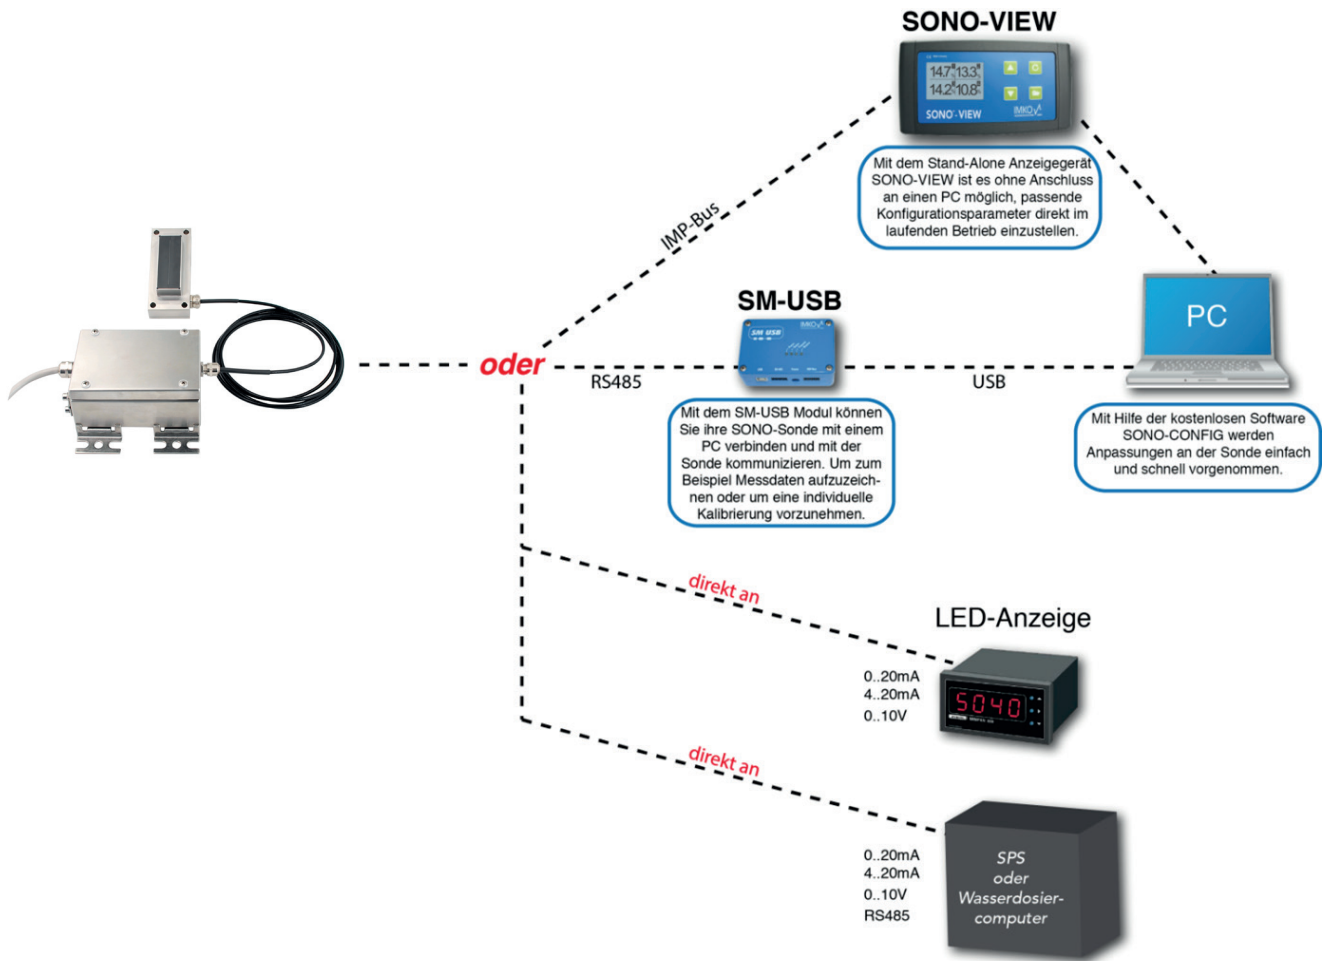 SONO-VIEW
14.7 13.3
14.2 10.8
SONO-VIEW
IMKO
Mit dem Stand-Alone Anzeigegerät
SONO-VIEW ist es ohne Anschluss
an einen PC möglich, passende
Konfigurationsparameter direkt im
laufenden Betrieb einzustellen.
IMP-Bus
SM-USB
SM USB
IMKO
PC
oder
RS485
USB
Mit dem SM-USB Modul können
Sie ihre SONO-Sonde mit einem
PC verbinden und mit der
Sonde kommunizieren. Um zum
Beispiel Messdaten aufzuzeich-
nen oder um eine individuelle
Kalibrierung vorzunehmen.
Mit Hilfe der kostenlosen Software
SONO-CONFIG werden
Anpassungen an der Sonde einfach
und schnell vorgenommen.
direkt an
LED-Anzeige
0..20mA
4..20mA
0..10V
5040
direkt an
0..20mA
4..20mA
0..10V
RS485
SPS
oder
Wasserdosier-
computer